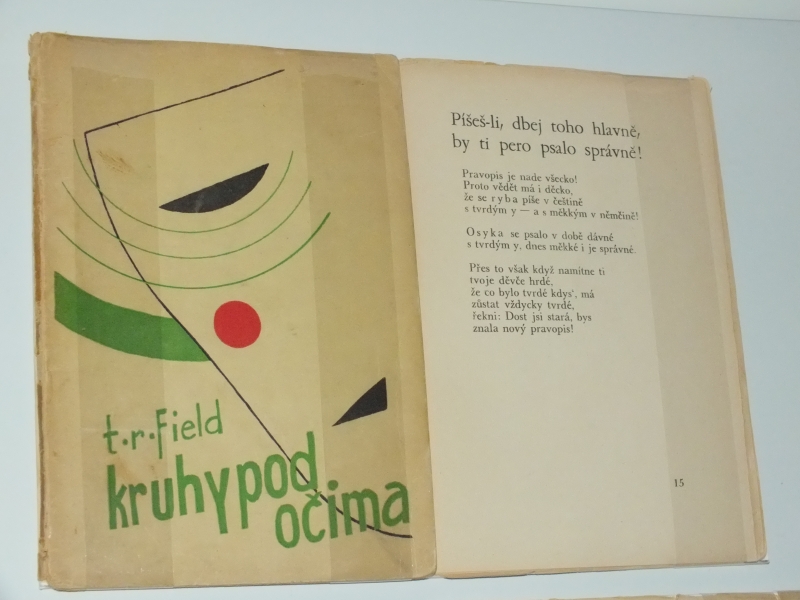 t.r.field
kruhy pod
očima
Píšeš-li, dbej toho hlavně,
by ti pero psalo správně!
Pravopis je nade všecko!
Proto vědět má i děcko,
že se ryba píše v češtině
s tvrdým y — a s měkkým v němčině!
Osyka se psalo v době dávné
s tvrdým y, dnes měkké i je správné.
Přes to však když namítne ti
tvoje děvče hrdé,
že co bylo tvrdé kdys', má
zůstat vždycky tvrdé,
řekni: Dost jsi stará, bys
znala nový pravopis!
15